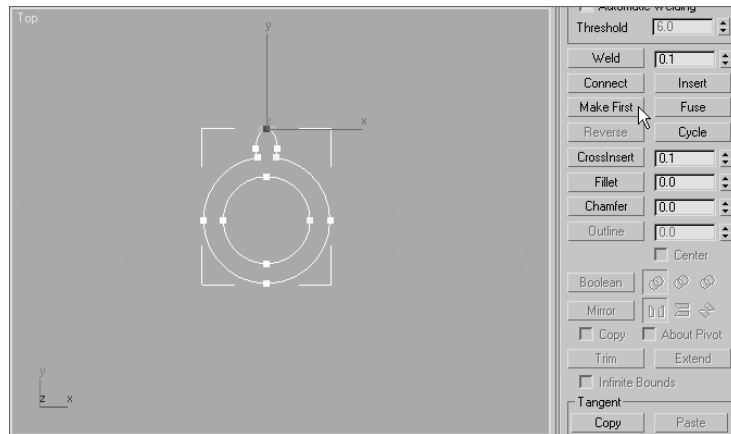 Top
y
x
y
z x
Automatic Welding
Threshold 6.0
Weld 0.1
Connect Insert
Make First Fuse
Reverse Cycle
CrossInsert 0.1
Fillet 0.0
Chamfer 0.0
Outline 0.0
Center
Boolean
Mirror
Copy About Pivot
Trim Extend
Infinite Bounds
Tangent
Copy Paste